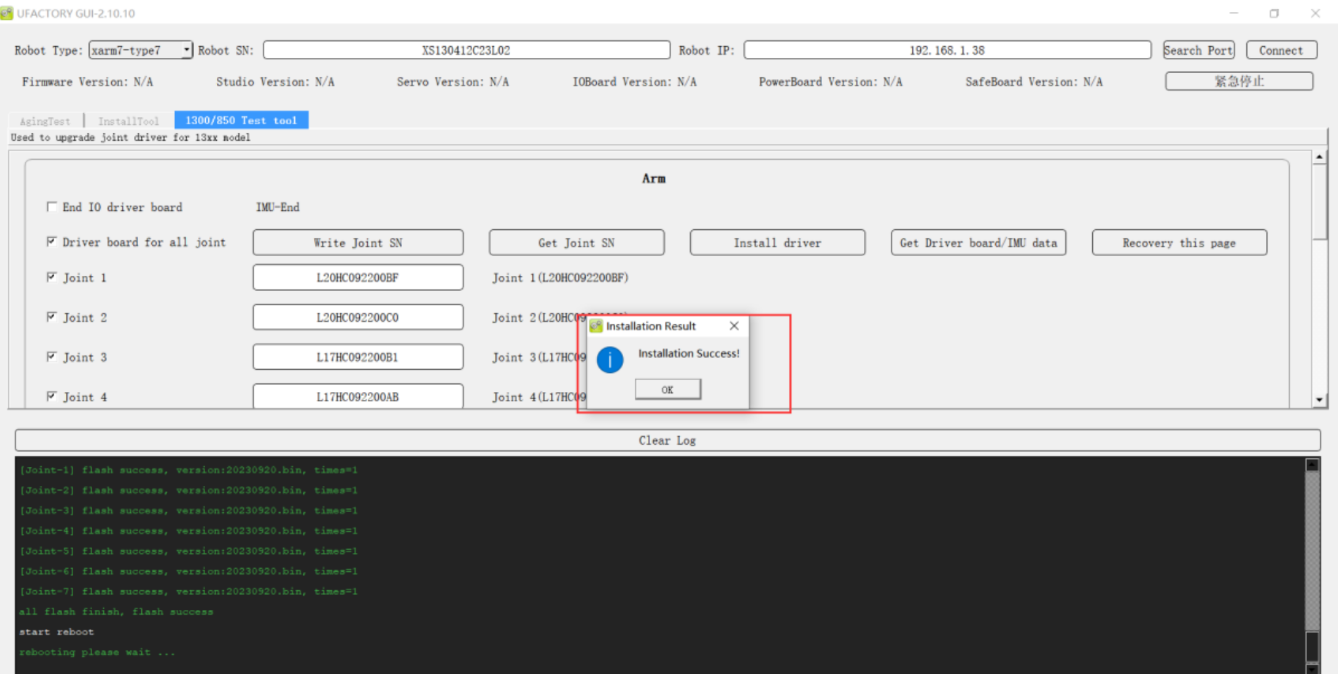 UFACTORY GUI-2.10.10
Robot Type: xarm7-type7 Robot SN: XS130412C23L02 Robot IP: 192.168.1.38 Search Port Connect
Firmware Version: N/A Studio Version: N/A Servo Version: N/A IOBoard Version: N/A PowerBoard Version: N/A SafeBoard Version: N/A 紧急停止
AgingTest InstallTool 1300/850 Test tool
Used to upgrade joint driver for 13xx model
Arm
End IO driver board IMU-End
Driver board for all joint Write Joint SN Get Joint SN Install driver Get Driver board/IMU data Recovery this page
Joint 1 L20HC092200BF Joint 1(L20HC092200BF)
Joint 2 L20HC092200C0 Joint 2(L20HC09
Installation Result
Installation Success!
Joint 3 L17HC092200B1 Joint 3(L17HC09
OK
Joint 4 L17HC092200AB Joint 4(L17HC09
Clear Log
[Joint-1] flash success, version:20230920.bin, times=1
[Joint-2] flash success, version:20230920.bin, times=1
[Joint-3] flash success, version:20230920.bin, times=1
[Joint-4] flash success, version:20230920.bin, times=1
[Joint-5] flash success, version:20230920.bin, times=1
[Joint-6] flash success, version:20230920.bin, times=1
[Joint-7] flash success, version:20230920.bin, times=1
all flash finish, flash success
start reboot
rebooting please wait ...